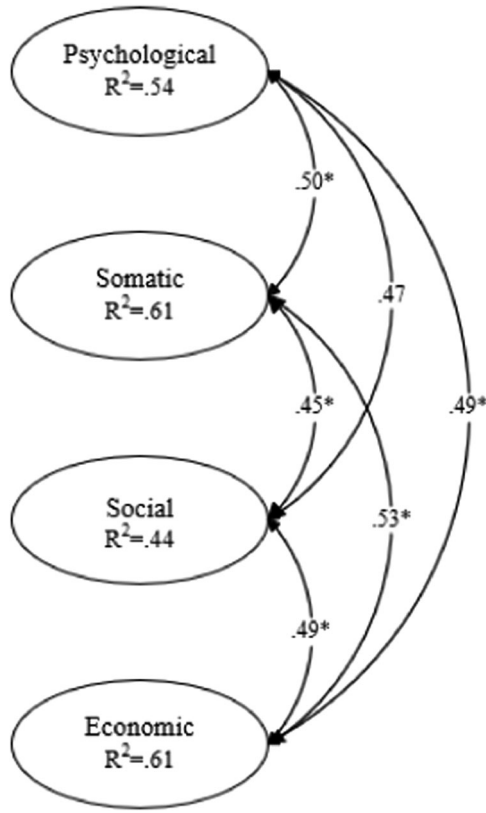 Psychological
R²=.54
.50*
Somatic
R²=.61
.47
.45*
.49*
Social
R²=.44
.53*
.49*
Economic
R²=.61